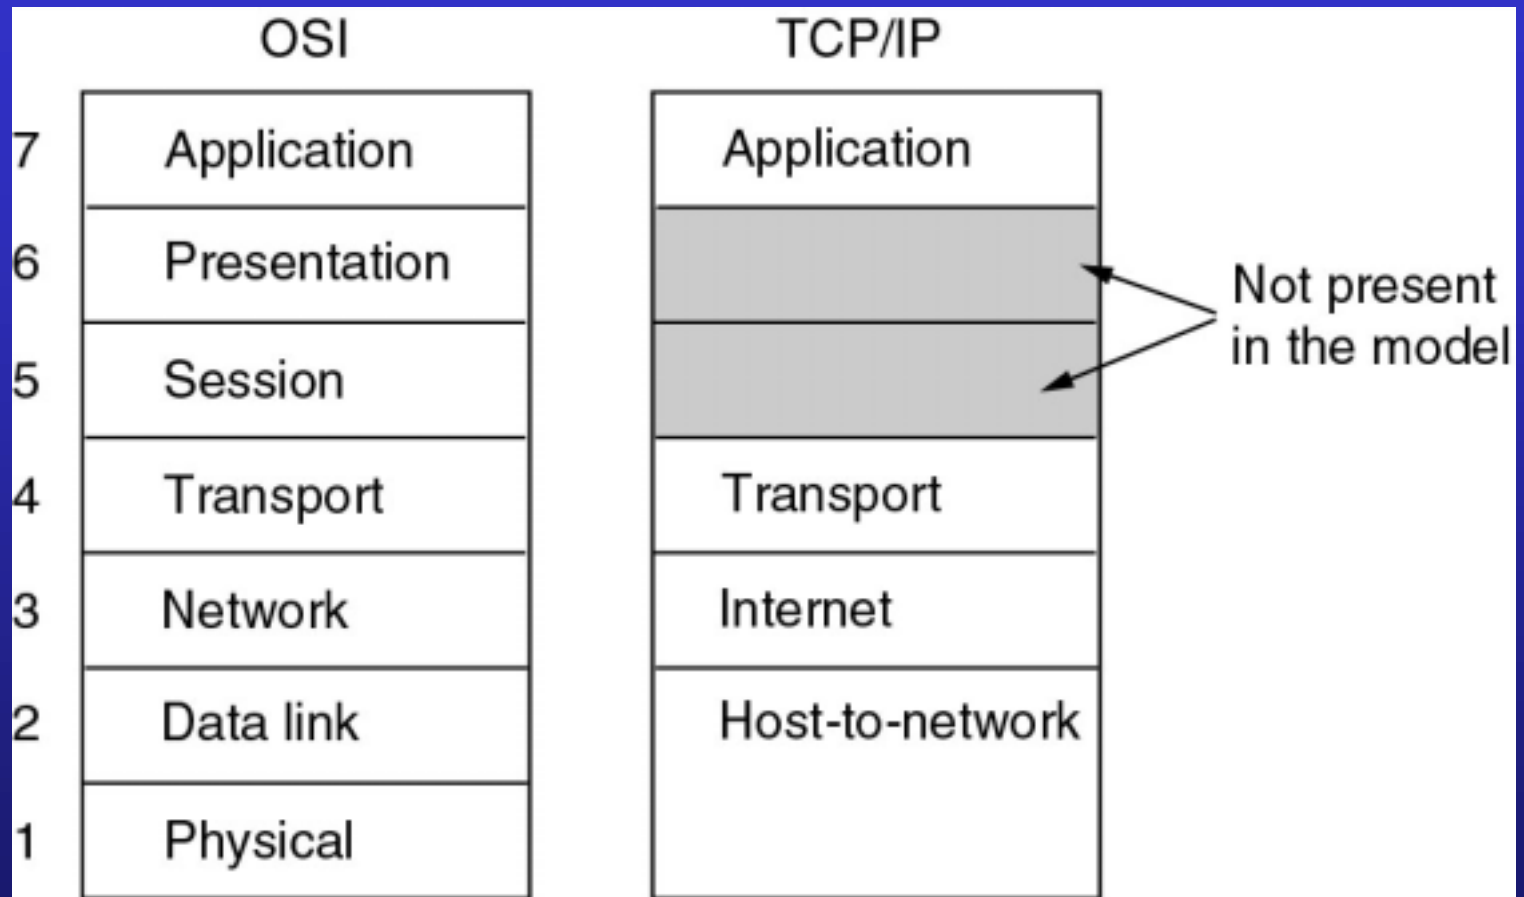 OSI TCP/IP
7 Application Application
6 Presentation
Not present
in the model
5 Session
4 Transport Transport
3 Network Internet
2 Data link Host-to-network
1 Physical